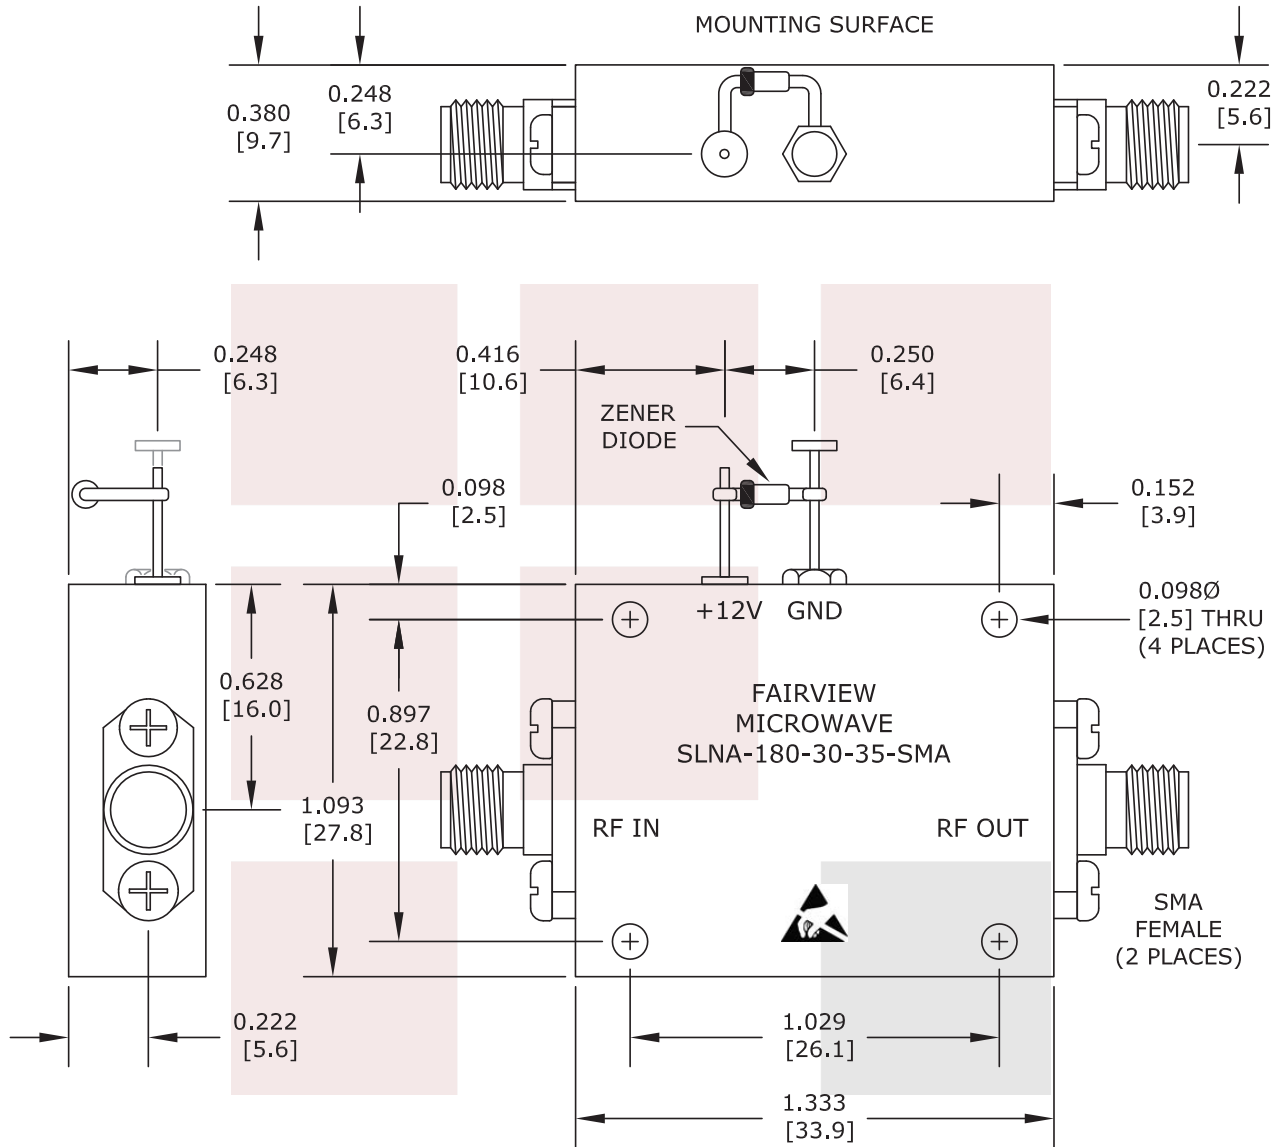 MOUNTING SURFACE
0.380
[9.7]
0.248
[6.3]
0.222
[5.6]
0.248
[6.3]
0.416
[10.6]
0.250
[6.4]
ZENER
DIODE
0.098
[2.5]
0.152
[3.9]
+12V GND
0.098Ø
[2.5] THRU
(4 PLACES)
0.628
[16.0]
0.897
[22.8]
FAIRVIEW
MICROWAVE
SLNA-180-30-35-SMA
1.093
[27.8]
RF IN
RF OUT
SMA
FEMALE
(2 PLACES)
0.222
[5.6]
1.029
[26.1]
1.333
[33.9]